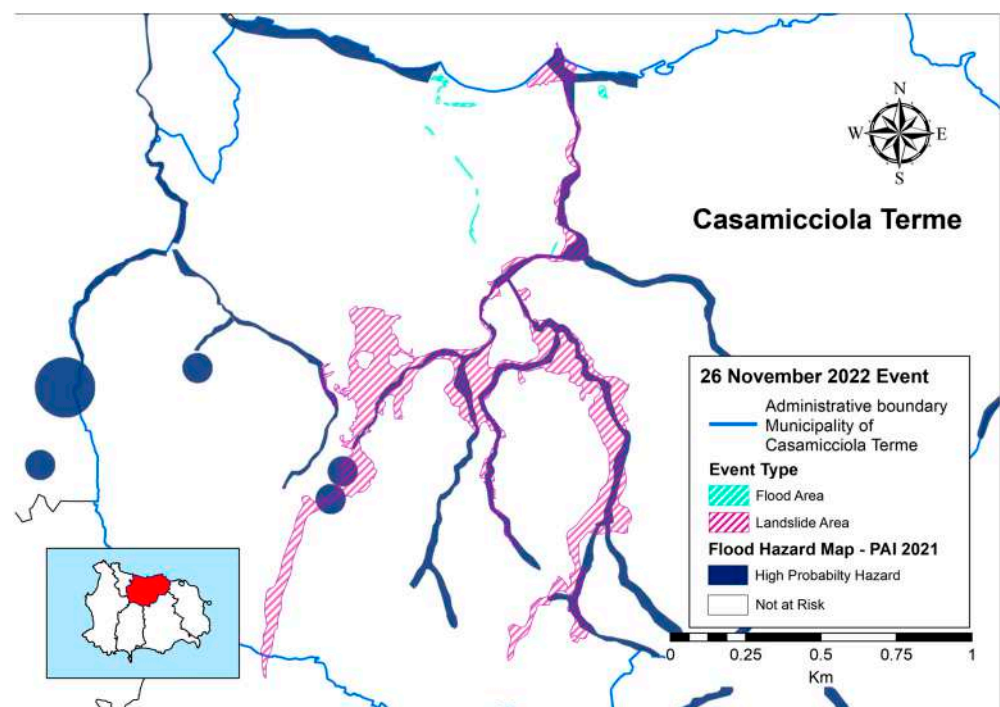 N
W E
S
Casamicciola Terme
26 November 2022 Event
Administrative boundary
Municipality of
Casamicciola Terme
Event Type
Flood Area
Landslide Area
Flood Hazard Map - PAI 2021
High Probabilty Hazard
Not at Risk
0 0.25 0.5 0.75 1
Km